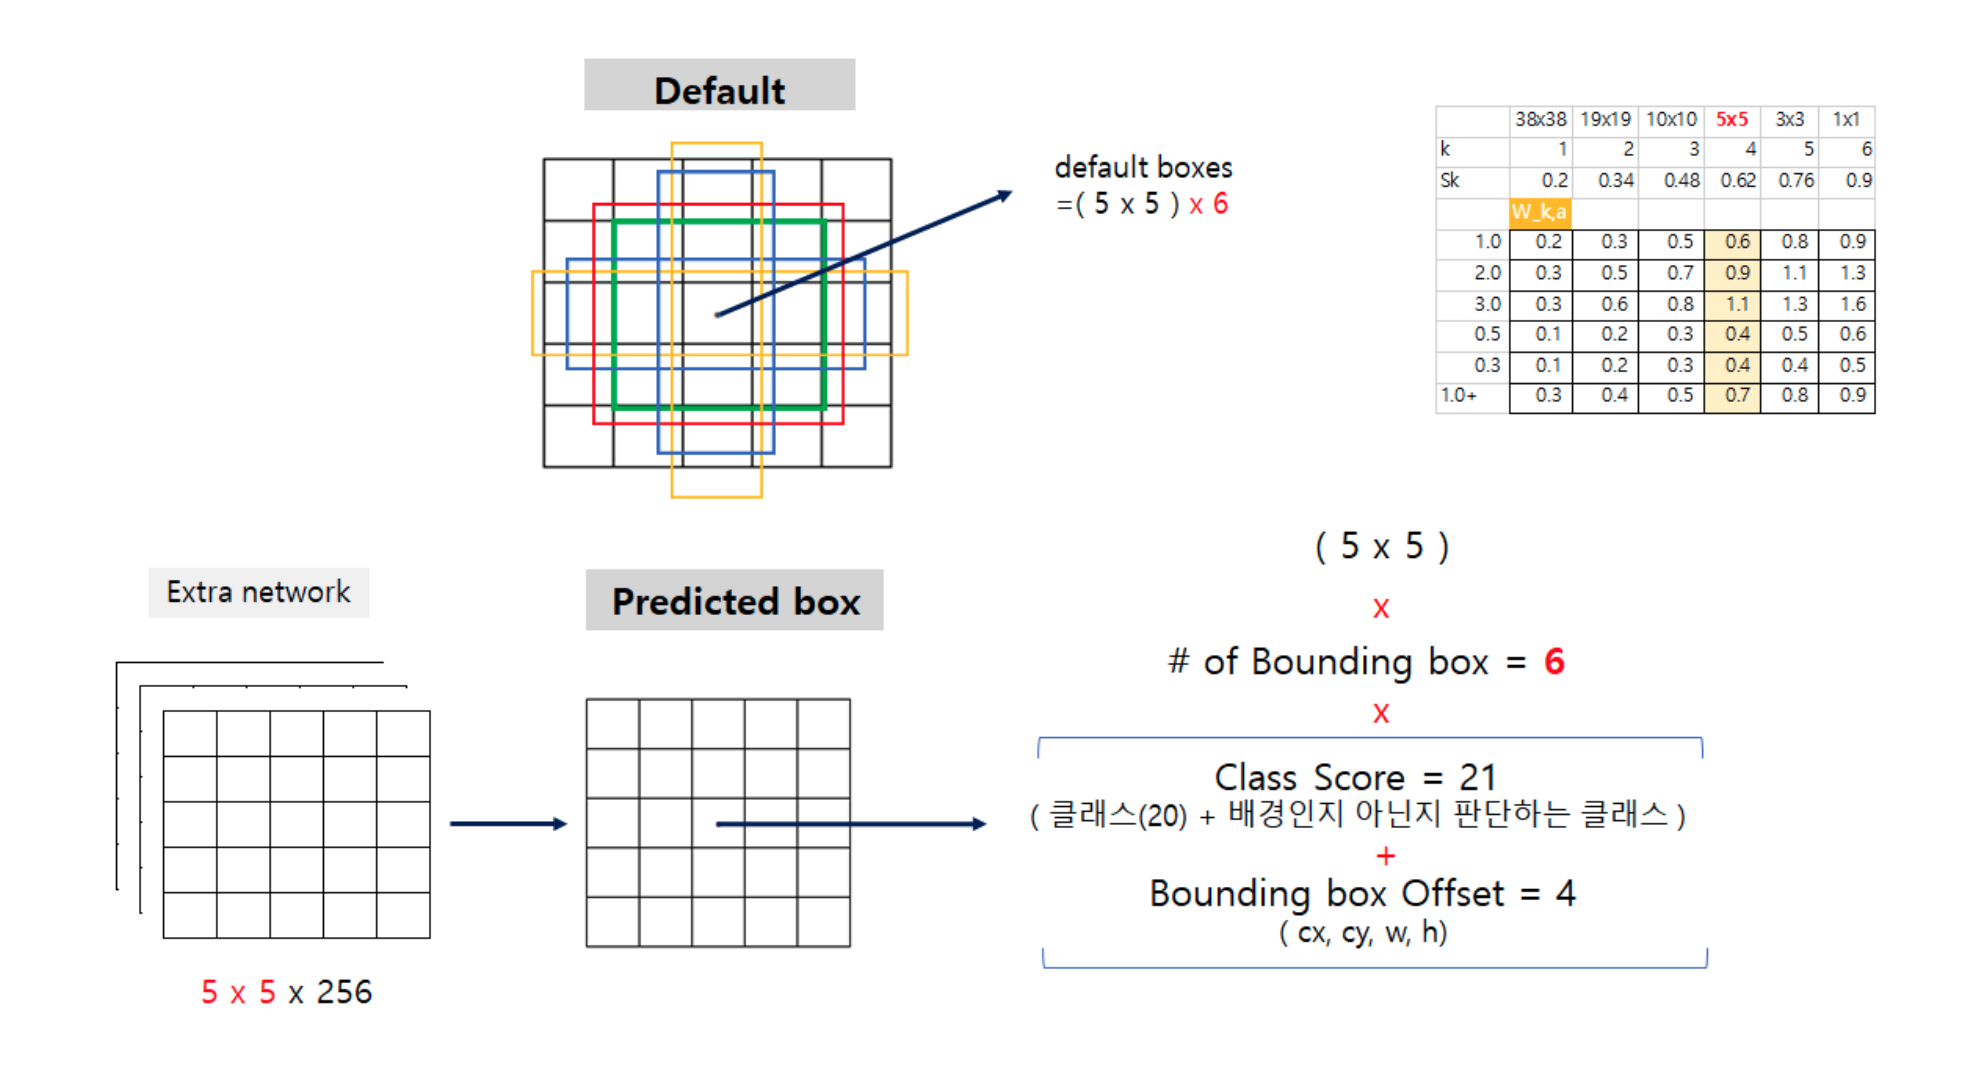 Default
default boxes
=( 5 x 5 ) x 6
38x38 19x19 10x10 5x5 3x3 1x1
k 1 2 3 4 5 6
Sk 0.2 0.34 0.48 0.62 0.76 0.9
W_k,a
1.0 0.2 0.3 0.5 0.6 0.8 0.9
2.0 0.3 0.5 0.7 0.9 1.1 1.3
3.0 0.3 0.6 0.8 1.1 1.3 1.6
0.5 0.1 0.2 0.3 0.4 0.5 0.6
0.3 0.1 0.2 0.3 0.4 0.4 0.5
1.0+ 0.3 0.4 0.5 0.7 0.8 0.9
Extra network
5 x 5 x 256
Predicted box
( 5 x 5 )
x
# of Bounding box = 6
x
Class Score = 21
( 클래스(20) + 배경인지 아닌지 판단하는 클래스 )
+
Bounding box Offset = 4
( cx, cy, w, h)